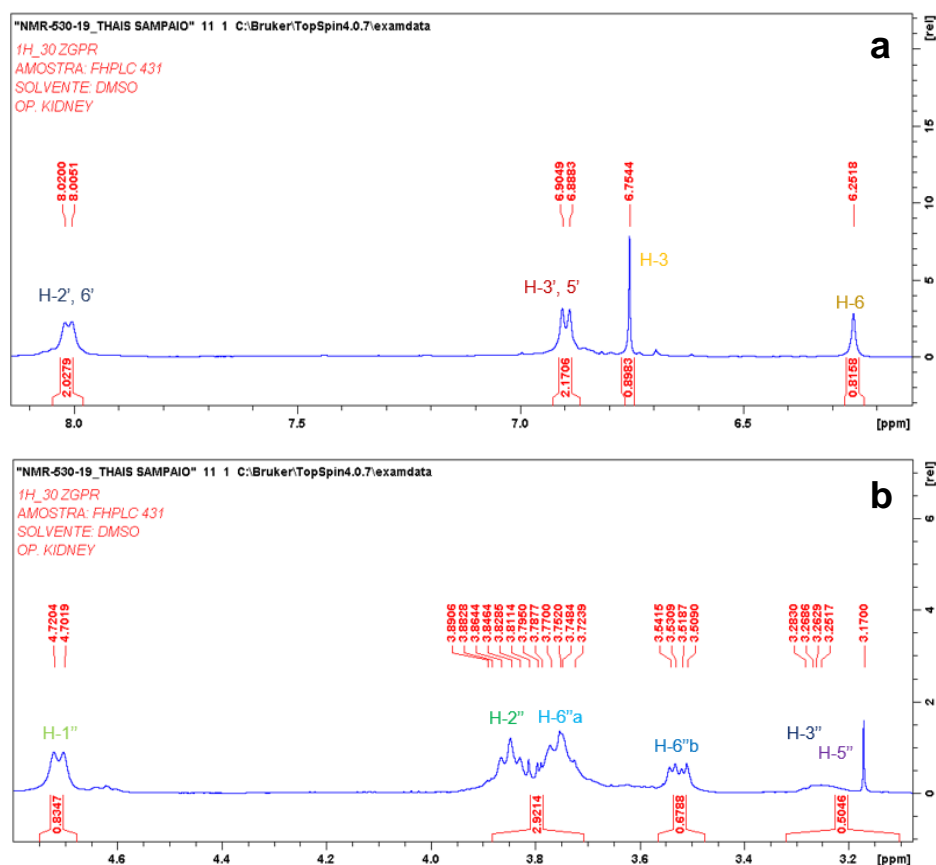 "NMR-530-19_THAIS SAMPAIO" 11 1 C:\Bruker\TopSpin4.0.7\examdata
1H_30 ZGPR
AMOSTRA: FHPLC 431
SOLVENTE: DMSO
OP. KIDNEY
a
[rel]
15
10
5
0
8.0200
8.0051
6.9049
6.8883
6.7544
6.2518
H-2', 6'
H-3', 5'
H-3
H-6
2.0279
2.1706
0.8983
0.8158
8.0
7.5
7.0
6.5
[ppm]
"NMR-530-19_THAIS SAMPAIO" 11 1 C:\Bruker\TopSpin4.0.7\examdata
1H_30 ZGPR
AMOSTRA: FHPLC 431
SOLVENTE: DMSO
OP. KIDNEY
b
[rel]
6
4
2
0
4.7204
4.7019
3.8906
3.8828
3.8644
3.8464
3.8285
3.8114
3.7950
3.7877
3.7700
3.7520
3.7484
3.7239
3.5415
3.5309
3.5187
3.5090
3.2830
3.2686
3.2629
3.2517
3.1700
H-1"
H-2"
H-6"a
H-6"b
H-3"
H-5"
0.8347
2.9214
0.6788
0.5046
4.6
4.4
4.2
4.0
3.8
3.6
3.4
3.2
[ppm]